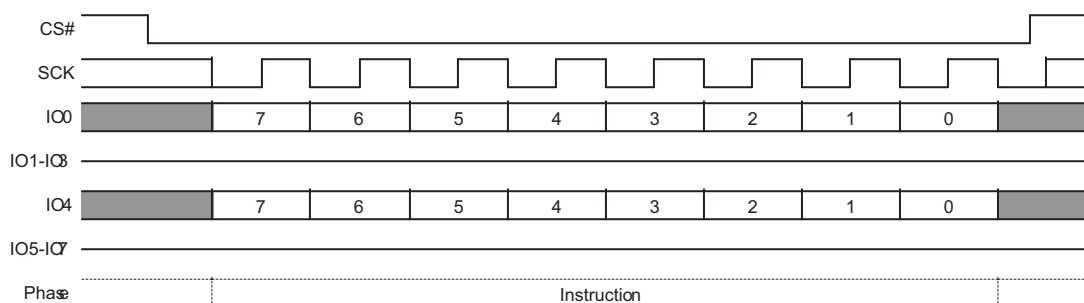 CS#
SCK
IO0 7 6 5 4 3 2 1 0
IO1-IO3
IO4 7 6 5 4 3 2 1 0
IO5-IO7
Phase Instruction